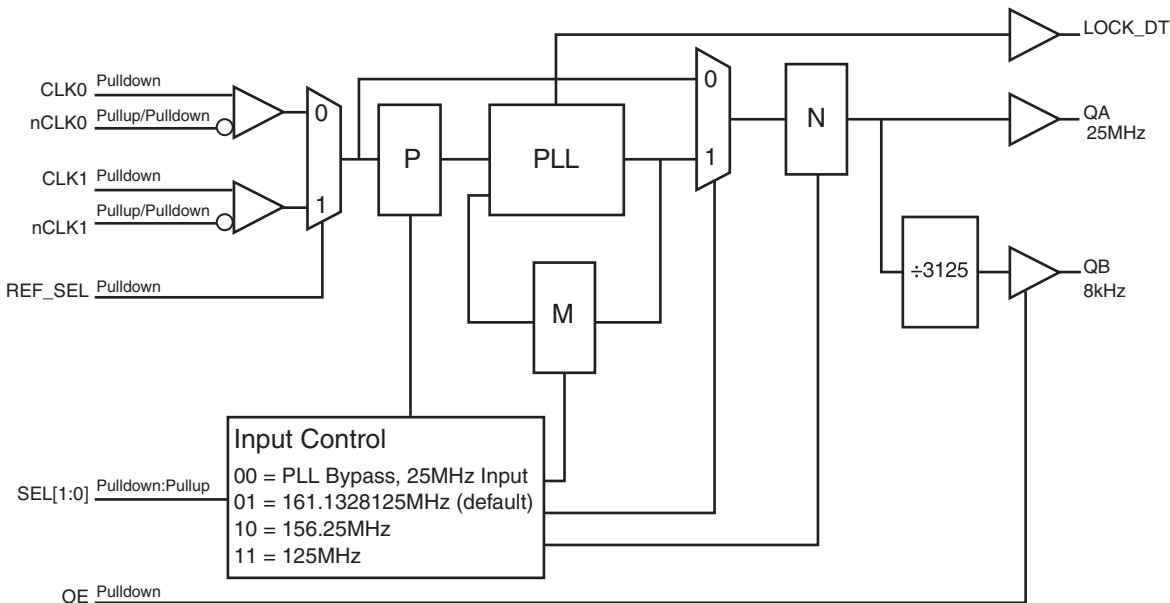 LOCK_DT
CLK0 Pulldown
nCLK0 Pullup/Pulldown
0
0
P
PLL
N
QA
25MHz
CLK1 Pulldown
nCLK1 Pullup/Pulldown
1
1
REF_SEL Pulldown
M
÷3125
QB
8kHz
Input Control
00 = PLL Bypass, 25MHz Input
01 = 161.1328125MHz (default)
10 = 156.25MHz
11 = 125MHz
SEL[1:0] Pulldown:Pullup
OE Pulldown